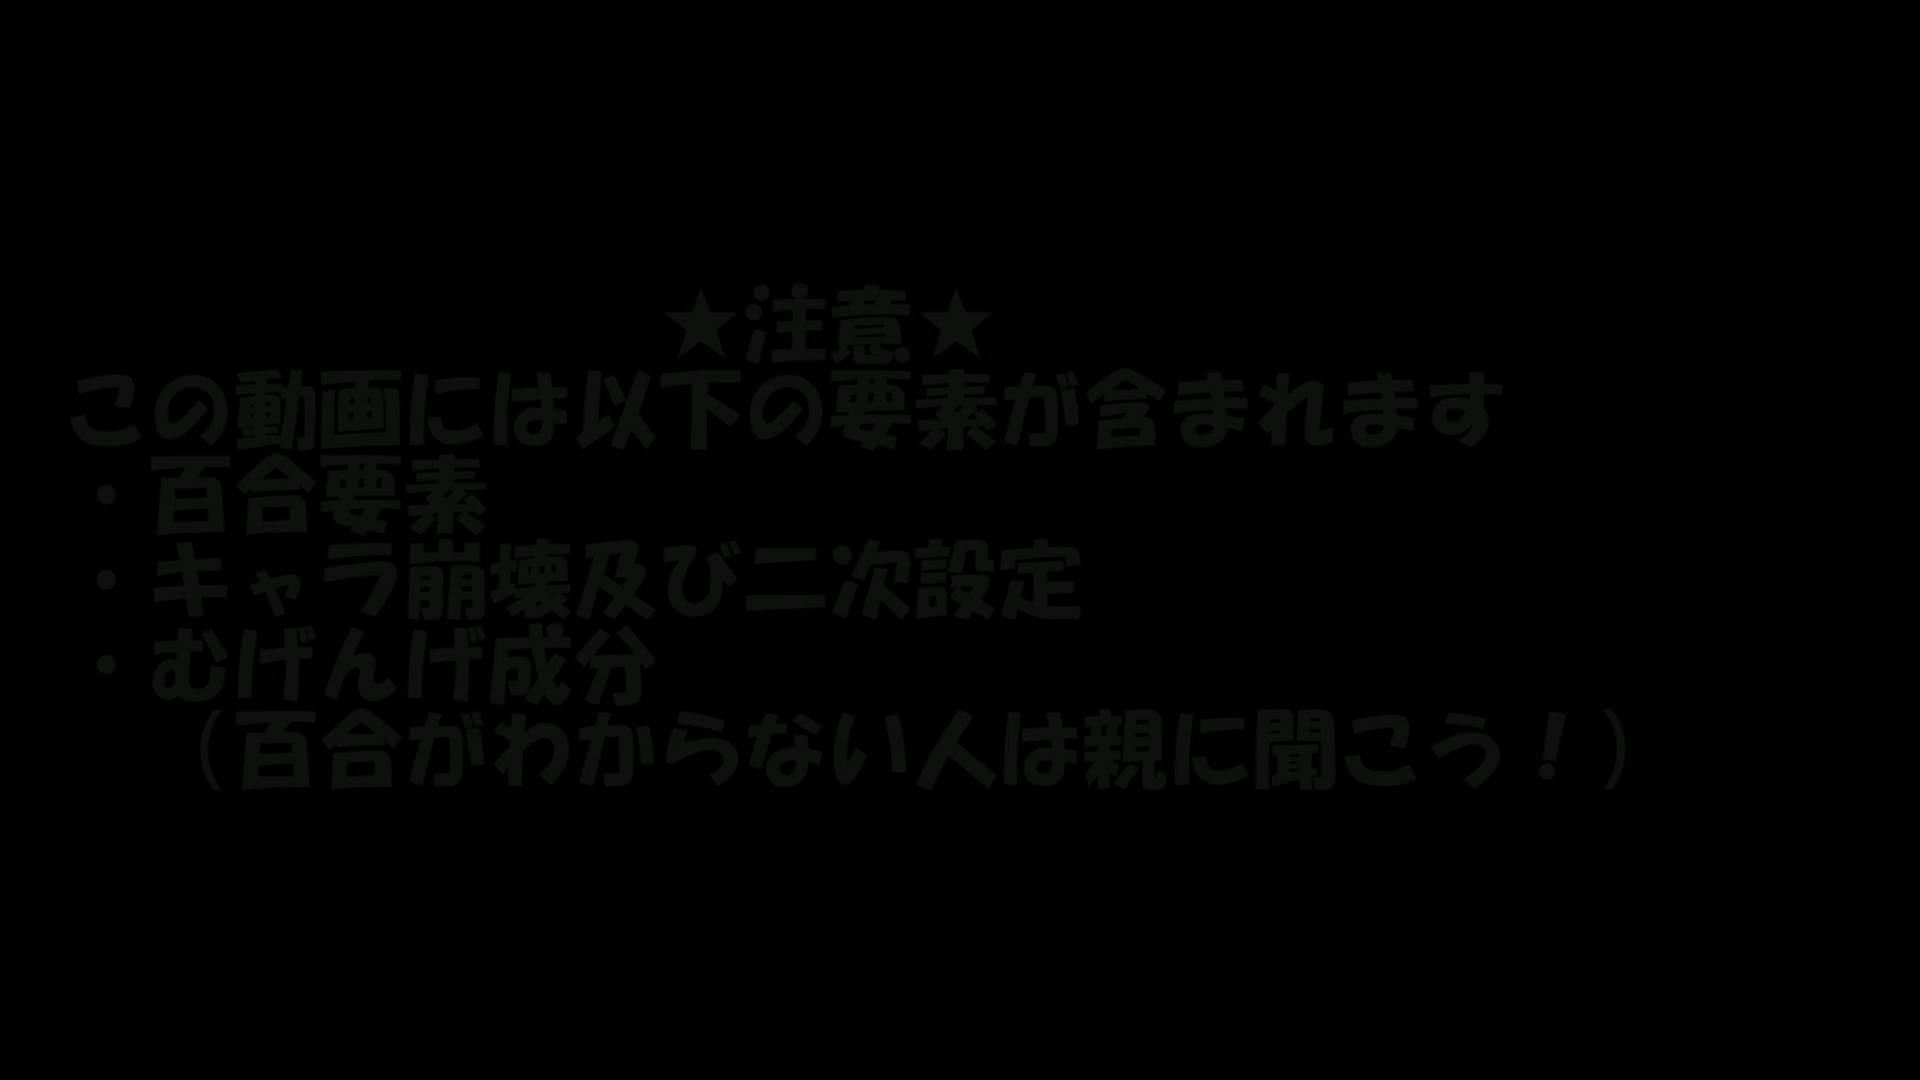 ★注意★
この動画には以下の要素が含まれます
・百合要素
・キャラ崩壊及び二次設定
・むげんげ成分
（百合がわからない人は親に聞こう！）